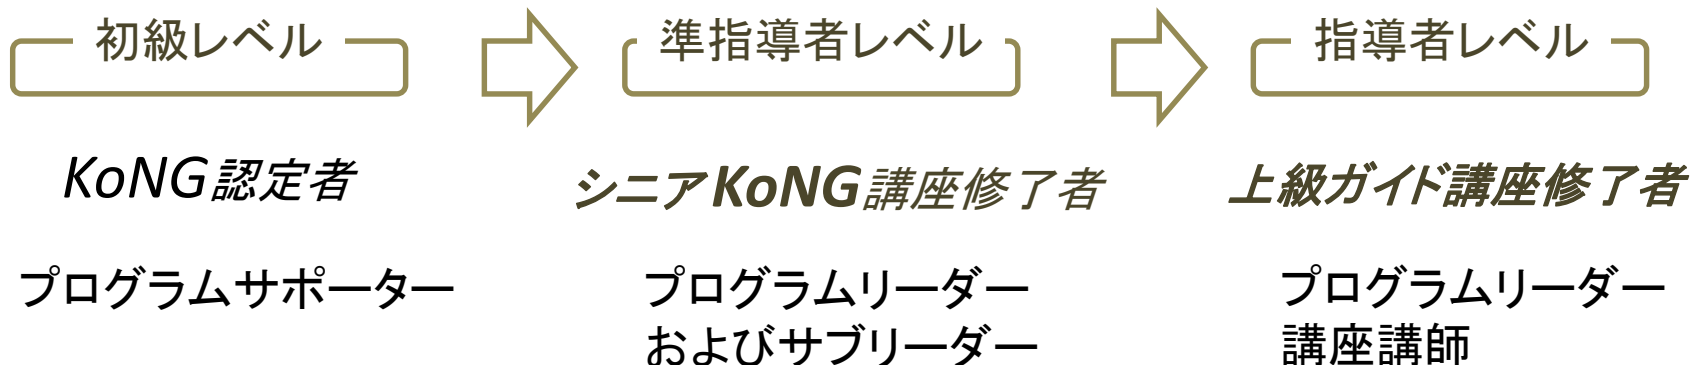 初級レベル
準指導者レベル
指導者レベル
KoNG認定者
シニアKoNG講座修了者
上級ガイド講座修了者
プログラムサポーター
プログラムリーダー
およびサブリーダー
プログラムリーダー
講座講師